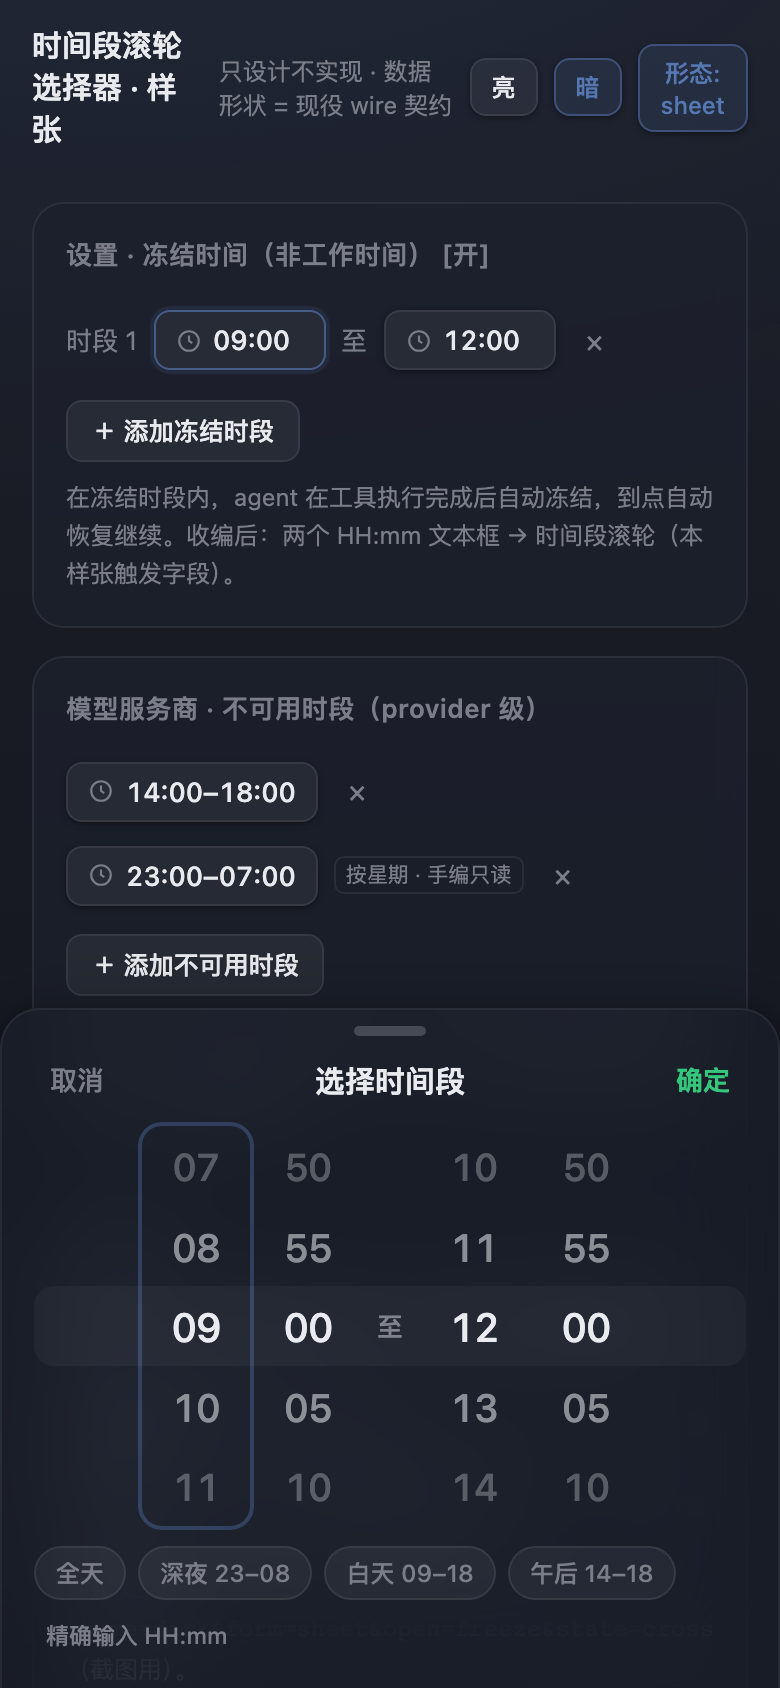 时间段滚轮
选择器 · 样
张
只设计不实现 · 数据
形状 = 现役 wire 契约
亮
暗
形态:
sheet
设置 · 冻结时间（非工作时间） [开]
时段 1
09:00
至
12:00
×
+ 添加冻结时段
在冻结时段内，agent 在工具执行完成后自动冻结，到点自动
恢复继续。收编后：两个 HH:mm 文本框 → 时间段滚轮（本
样张触发字段）。
模型服务商 · 不可用时段（provider 级）
14:00–18:00 ×
23:00–07:00 按星期 · 手编只读 ×
+ 添加不可用时段
取消 选择时间段 确定
07 50 10 50
08 55 11 55
09 00 至 12 00
10 05 13 05
11 10 14 10
全天 深夜 23–08 白天 09–18 午后 14–18
精确输入 HH:mm
（截图用）。